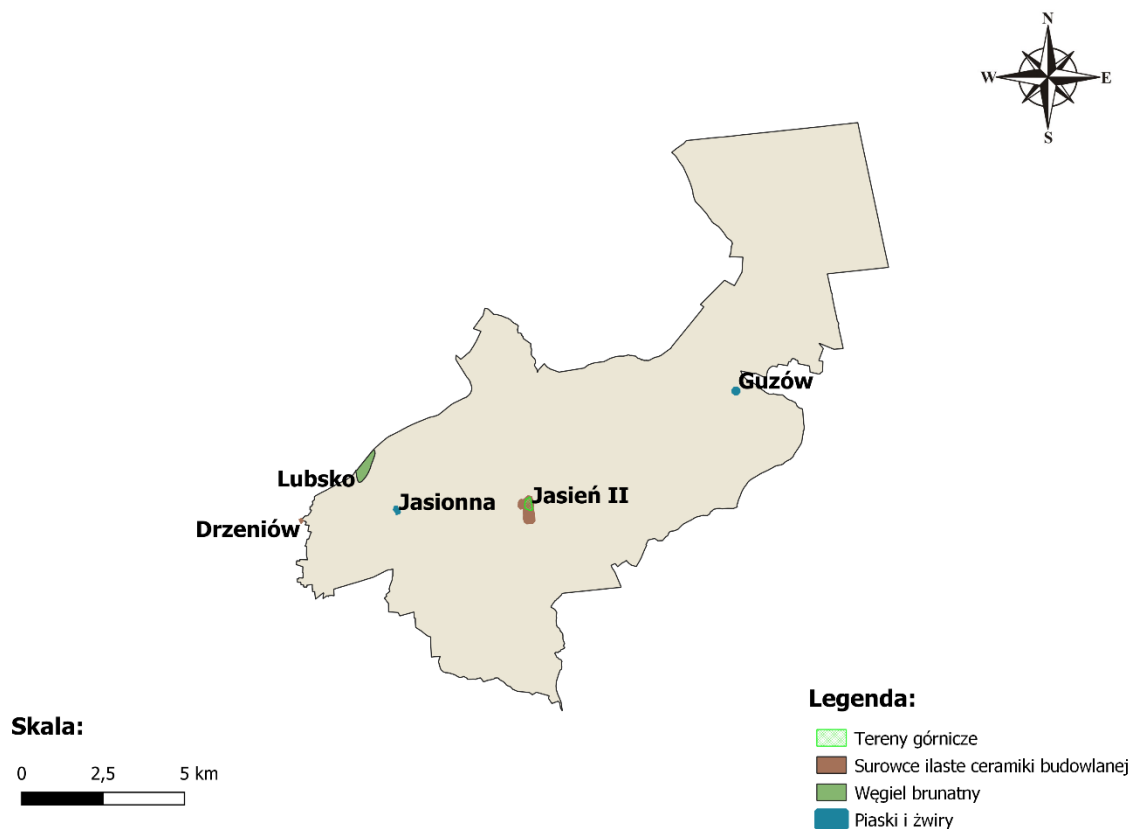 N
W E
S
Guzów
Lubsko
Jasionna
Jasień II
Drzeniów
Skala:
0 2,5 5 km
Legenda:
Tereny górnicze
Surowce ilaste ceramiki budowlanej
Węgiel brunatny
Piaski i żwiry